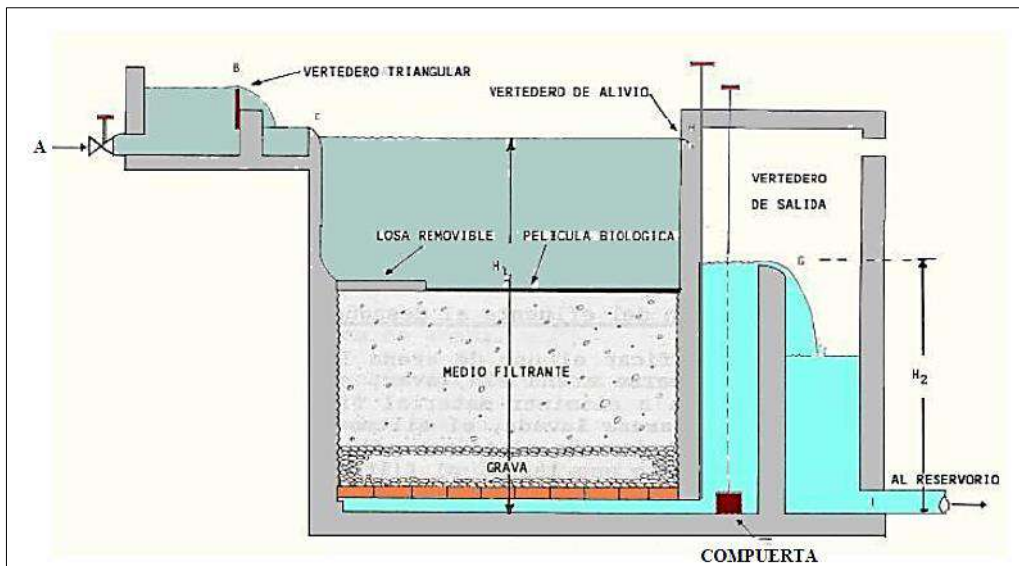 B
VERTEDERO TRIANGULAR
VERTEDERO DE ALIVIO
C
H
A
VERTEDERO
DE SALIDA
LOSA REMOVIBLE
PELICULA BIOLOGICA
H₁
G
MEDIO FILTRANTE
H₂
GRAVA
AL RESERVORIO
I
COMPUERTA